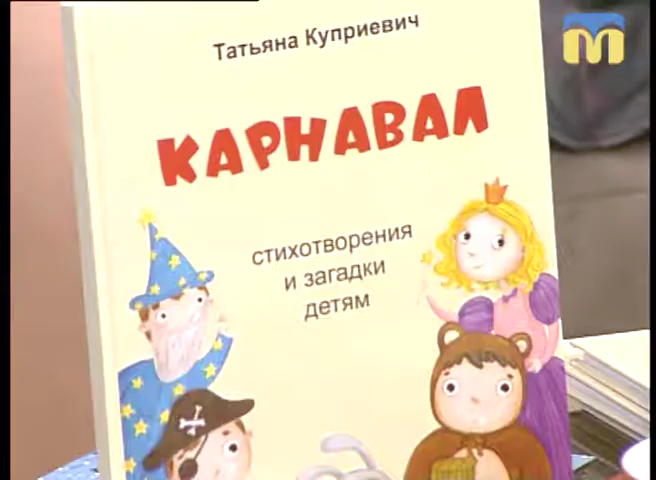 Татьяна Куприевич
КАРНАВАЛ
стихотворения
и загадки
детям
М